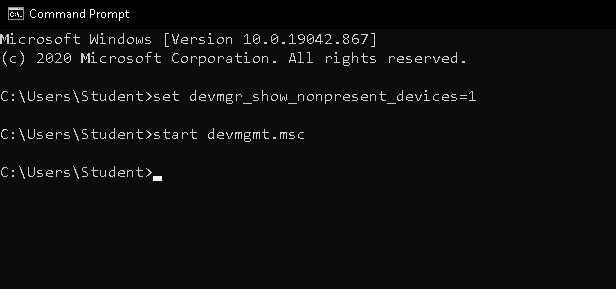 Command Prompt
Microsoft Windows [Version 10.0.19042.867]
(c) 2020 Microsoft Corporation. All rights reserved.
C:\Users\Student>set devmgr_show_nonpresent_devices=1
C:\Users\Student>start devmgmt.msc
C:\Users\Student>